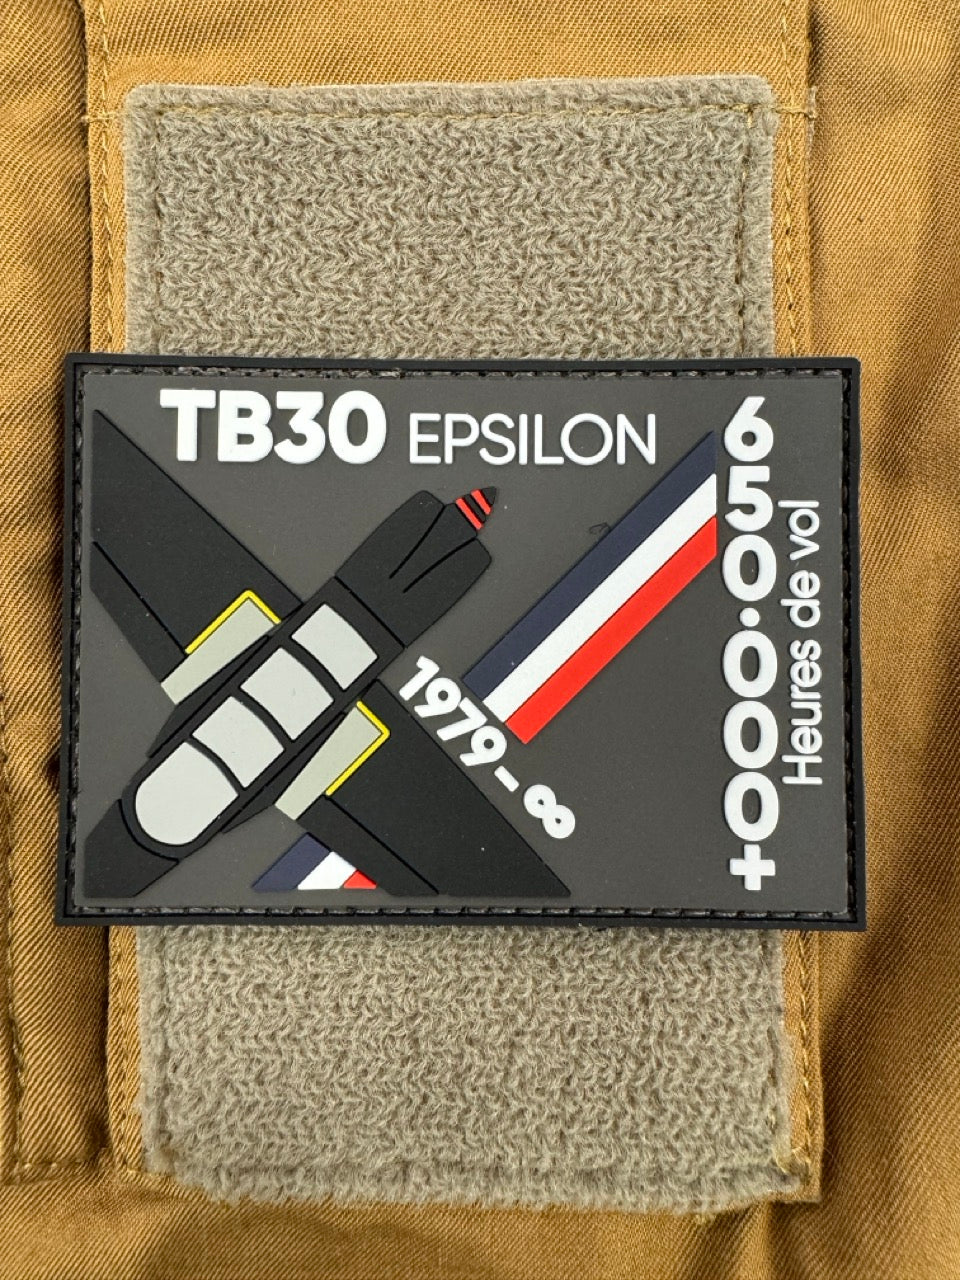 TB30 EPSILON
1979-∞
650.000+
Heures de vol